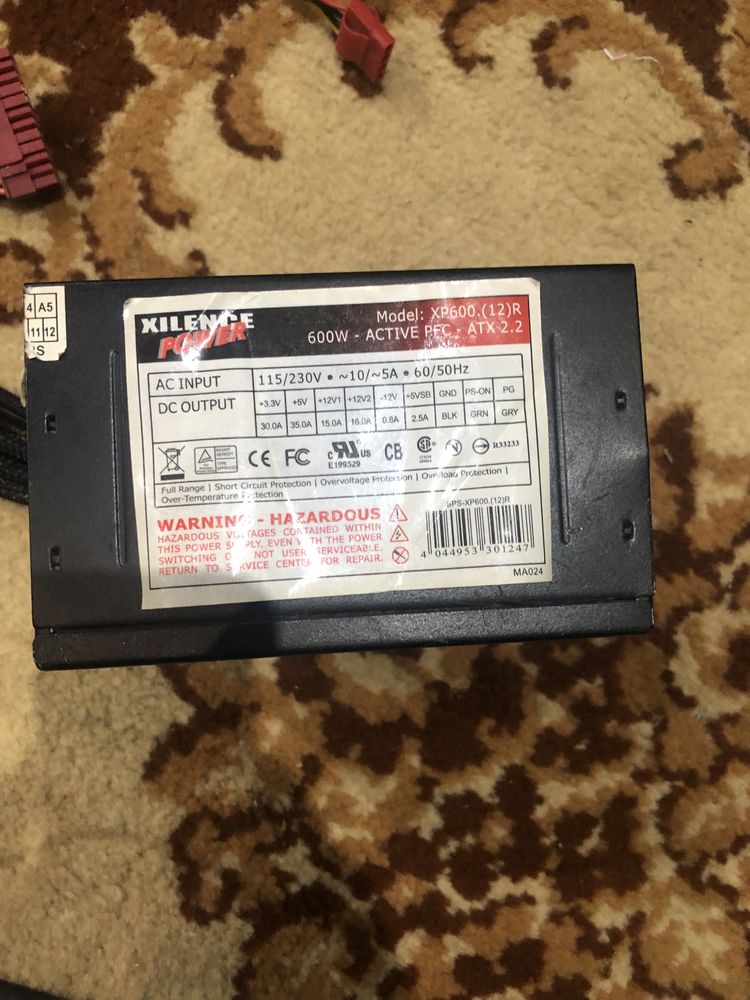 4 A5
11 12
XILENCE
POWER
Model: XP600.(12)R
600W - ACTIVE PFC - ATX 2.2
AC INPUT 115/230V • ~10/~5A • 60/50Hz
DC OUTPUT +3.3V +5V +12V1 +12V2 -12V +5VSB GND PS-ON PG
30.0A 35.0A 15.0A 16.0A 0.8A 2.5A BLK GRN GRY
CE FC c UL us CB R33233
E199529
Full Range | Short Circuit Protection | Overvoltage Protection | Overload Protection |
Over-Temperature Protection
WARNING - HAZARDOUS
HAZARDOUS VOLTAGES CONTAINED WITHIN
THIS POWER SUPPLY, EVEN WITH THE POWER
SWITCHING OFF. NOT USER SERVICEABLE.
RETURN TO SERVICE CENTER FOR REPAIR.
SPS-XP600.(12)R
4 044953 301247
MA024